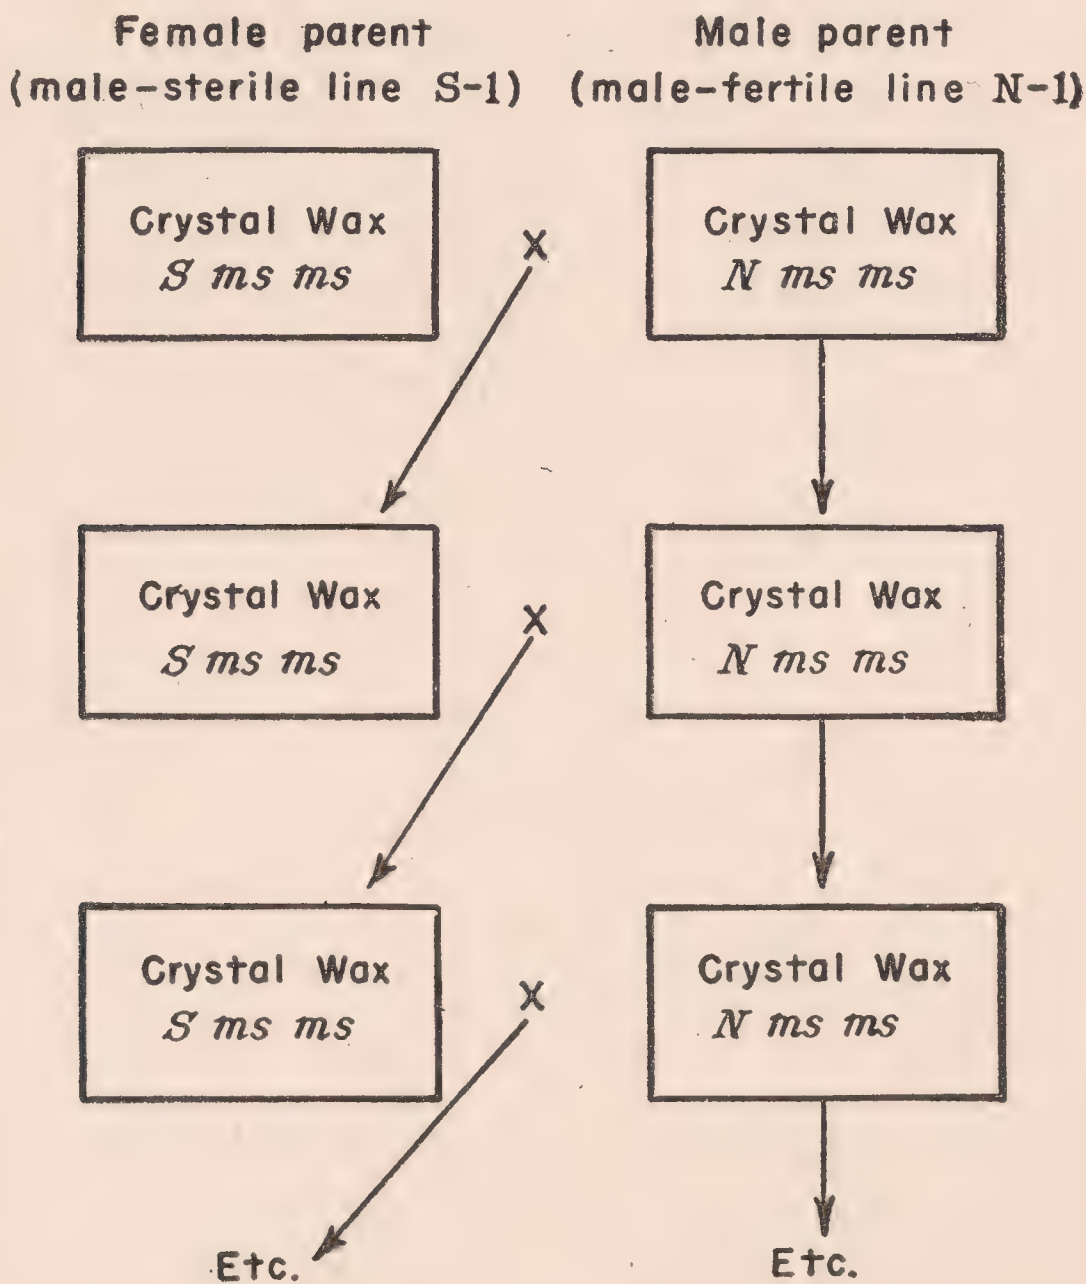 Female parent
(male-sterile line S-1)
Male parent
(male-fertile line N-1)
Crystal Wax
S ms ms
X
Crystal Wax
N ms ms
Crystal Wax
S ms ms
X
Crystal Wax
N ms ms
Crystal Wax
S ms ms
X
Crystal Wax
N ms ms
Etc.
Etc.